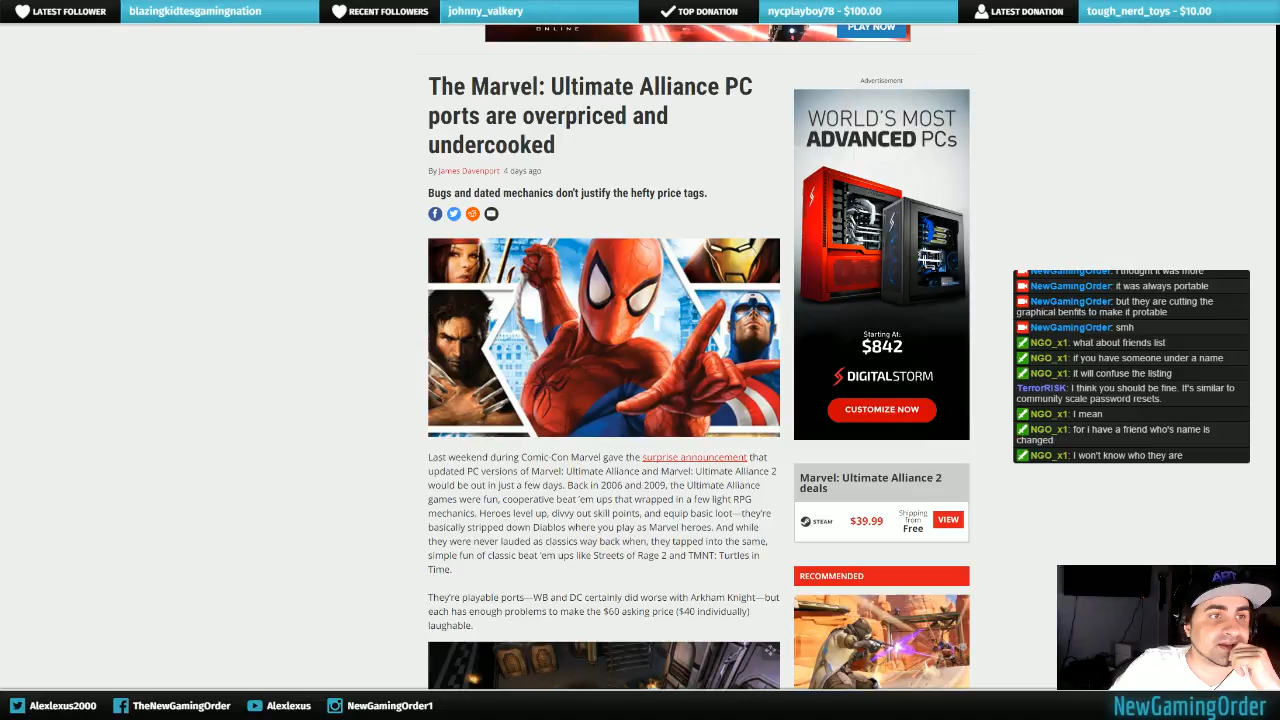 LATEST FOLLOWER
blazingkidtesgamingnation
RECENT FOLLOWERS
johnny_valkery
TOP DONATION
nycplayboy78 - $100.00
LATEST DONATION
tough_nerd_toys - $10.00
ONLINE
PLAY NOW
The Marvel: Ultimate Alliance PC
ports are overpriced and
undercooked
By James Davenport 4 days ago
Bugs and dated mechanics don't justify the hefty price tags.
Last weekend during Comic-Con Marvel gave the surprise announcement that
updated PC versions of Marvel: Ultimate Alliance and Marvel: Ultimate Alliance 2
would be out in just a few days. Back in 2006 and 2009, the Ultimate Alliance
games were fun, cooperative beat 'em ups that wrapped in a few light RPG
mechanics. Heroes level up, divvy out skill points, and equip basic loot—they're
basically stripped down Diablos where you play as Marvel heroes. And while
they were never lauded as classics way back when, they tapped into the same,
simple fun of classic beat 'em ups like Streets of Rage 2 and TMNT: Turtles in
Time.
They're playable ports—WB and DC certainly did worse with Arkham Knight—but
each has enough problems to make the $60 asking price ($40 individually)
laughable.
Advertisement
WORLD'S MOST
ADVANCED PCs
Starting At:
$842
DIGITALSTORM
CUSTOMIZE NOW
Marvel: Ultimate Alliance 2
deals
STEAM
$39.99
Shipping
from
Free
VIEW
RECOMMENDED
NewGamingOrder: I thought it was more
NewGamingOrder: it was always portable
NewGamingOrder: but they are cutting the
graphical benfits to make it protable
NewGamingOrder: smh
NGO_x1: what about friends list
NGO_x1: if you have someone under a name
NGO_x1: it will confuse the listing
TerrorRISK: I think you should be fine. It's similar to
community scale password resets.
NGO_x1: I mean
NGO_x1: for i have a friend who's name is
changed
NGO_x1: I won't know who they are
Alexlexus2000
TheNewGamingOrder
Alexlexus
NewGamingOrder1
NewGamingOrder